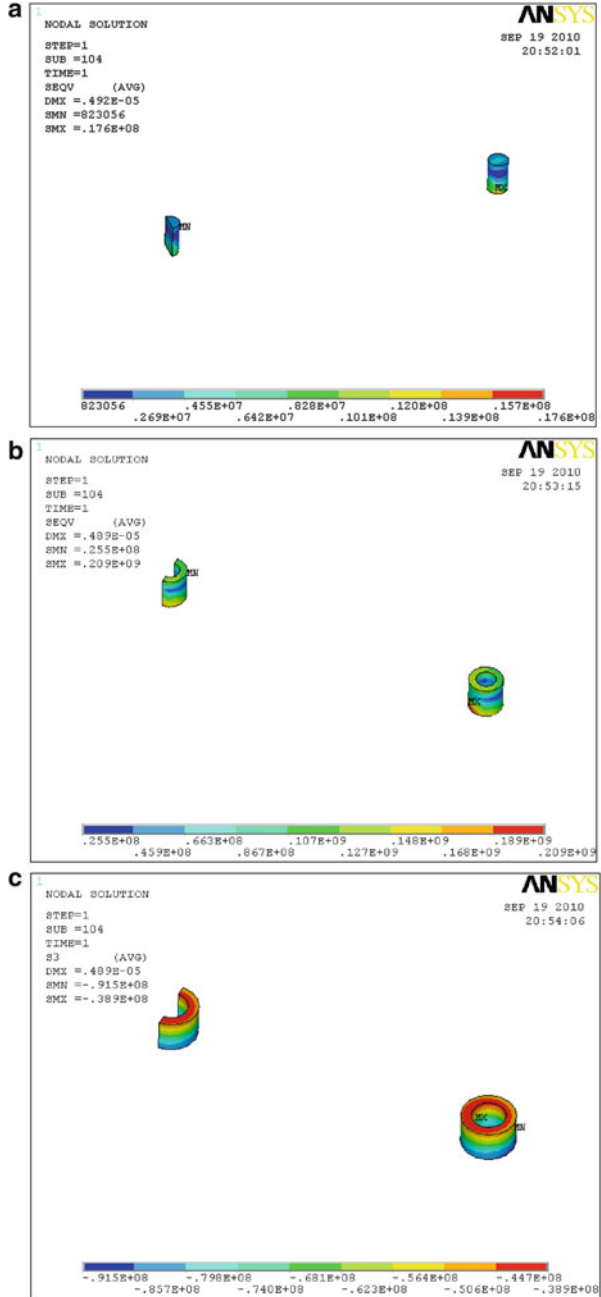 a
1
ANSYS
NODAL SOLUTION
SEP 19 2010
20:52:01
STEP=1
SUB =104
TIME=1
SEQV (AVG)
DMX =.492E-05
SMN =823056
SMX =.176E+08
MX
MN
823056 .455E+07 .828E+07 .120E+08 .157E+08
.269E+07 .642E+07 .101E+08 .139E+08 .176E+08
b
1
ANSYS
NODAL SOLUTION
SEP 19 2010
20:53:15
STEP=1
SUB =104
TIME=1
SEQV (AVG)
DMX =.489E-05
SMN =.255E+08
SMX =.209E+09
MN
MX
.255E+08 .663E+08 .107E+09 .148E+09 .189E+09
.459E+08 .867E+08 .127E+09 .168E+09 .209E+09
c
1
ANSYS
NODAL SOLUTION
SEP 19 2010
20:54:06
STEP=1
SUB =104
TIME=1
S3 (AVG)
DMX =.489E-05
SMN =-.915E+08
SMX =-.389E+08
MX
MN
-.915E+08 -.798E+08 -.681E+08 -.564E+08 -.447E+08
-.857E+08 -.740E+08 -.623E+08 -.506E+08 -.389E+08